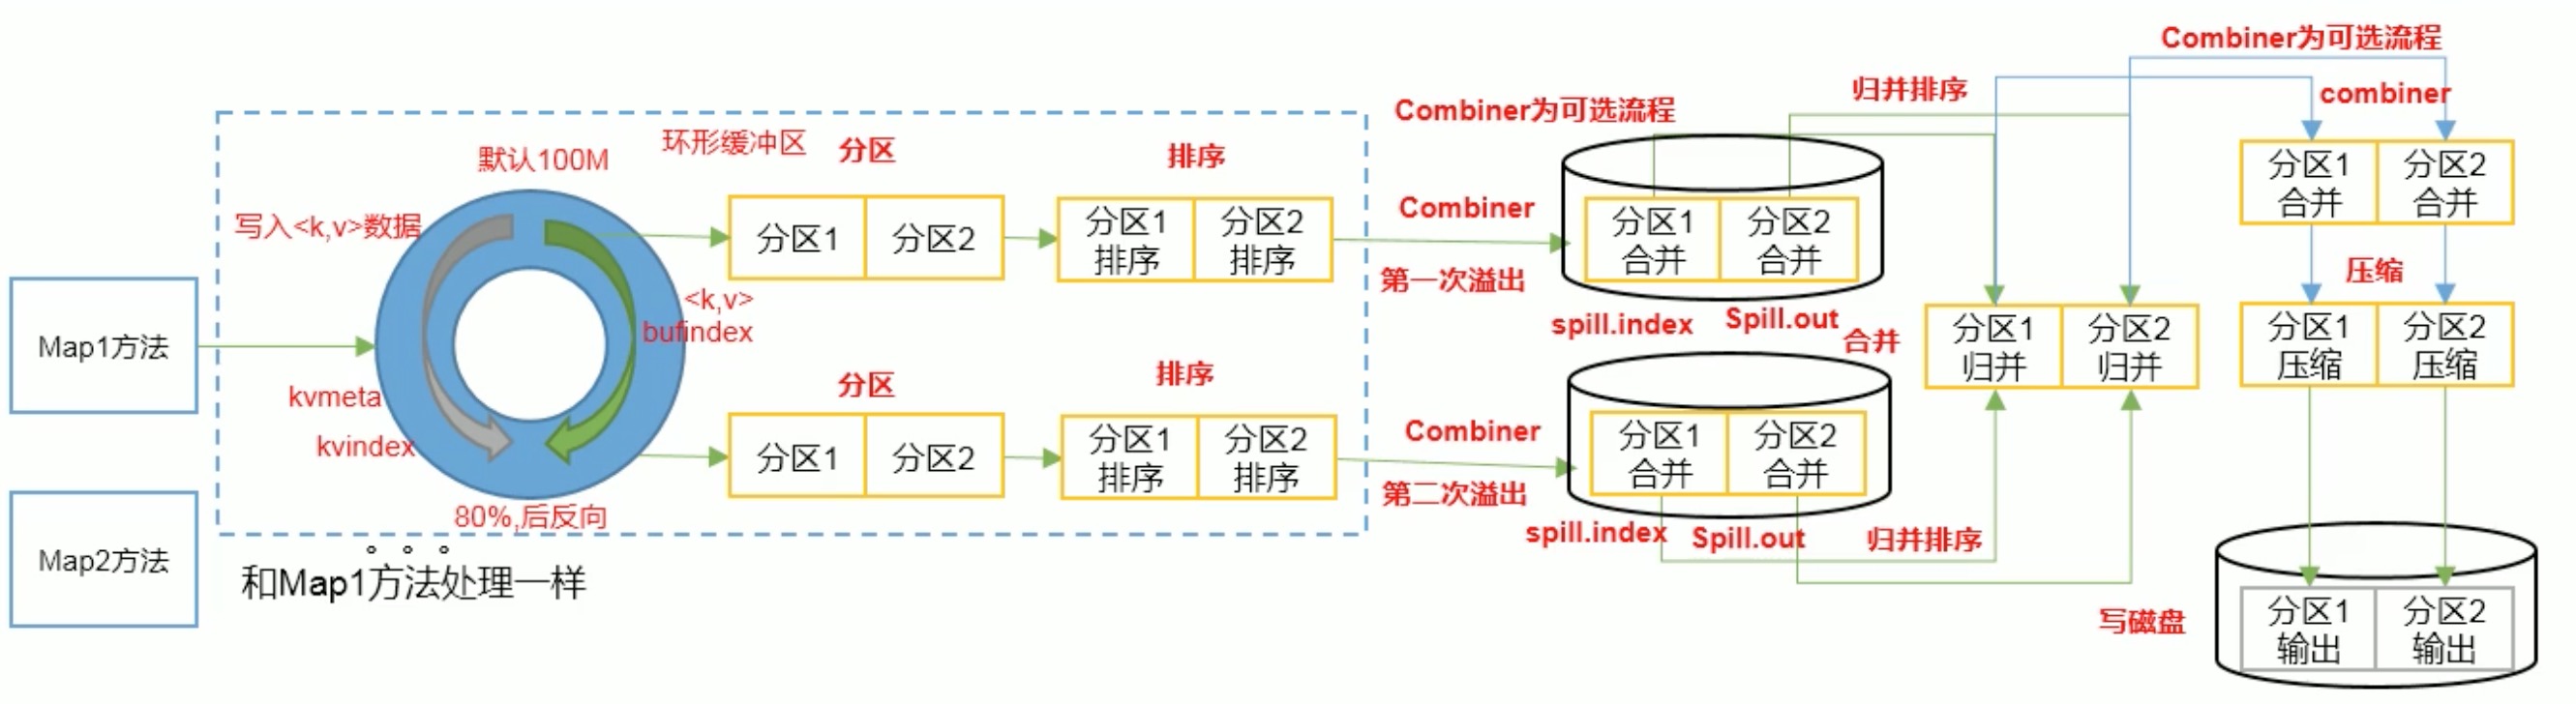 Map1方法
Map2方法
写入<k,v>数据
默认100M
环形缓冲区
kvmeta
kvindex
<k,v>
bufindex
80%,后反向
。。。
和Map1方法处理一样
分区
分区1
分区2
排序
分区1
排序
分区2
排序
分区
分区1
分区2
排序
分区1
排序
分区2
排序
Combiner为可选流程
Combiner
第一次溢出
分区1
合并
分区2
合并
spill.index
Spill.out
Combiner
第二次溢出
分区1
合并
分区2
合并
spill.index
Spill.out
合并
归并排序
归并排序
分区1
归并
分区2
归并
Combiner为可选流程
combiner
分区1
合并
分区2
合并
压缩
分区1
压缩
分区2
压缩
写磁盘
分区1
输出
分区2
输出